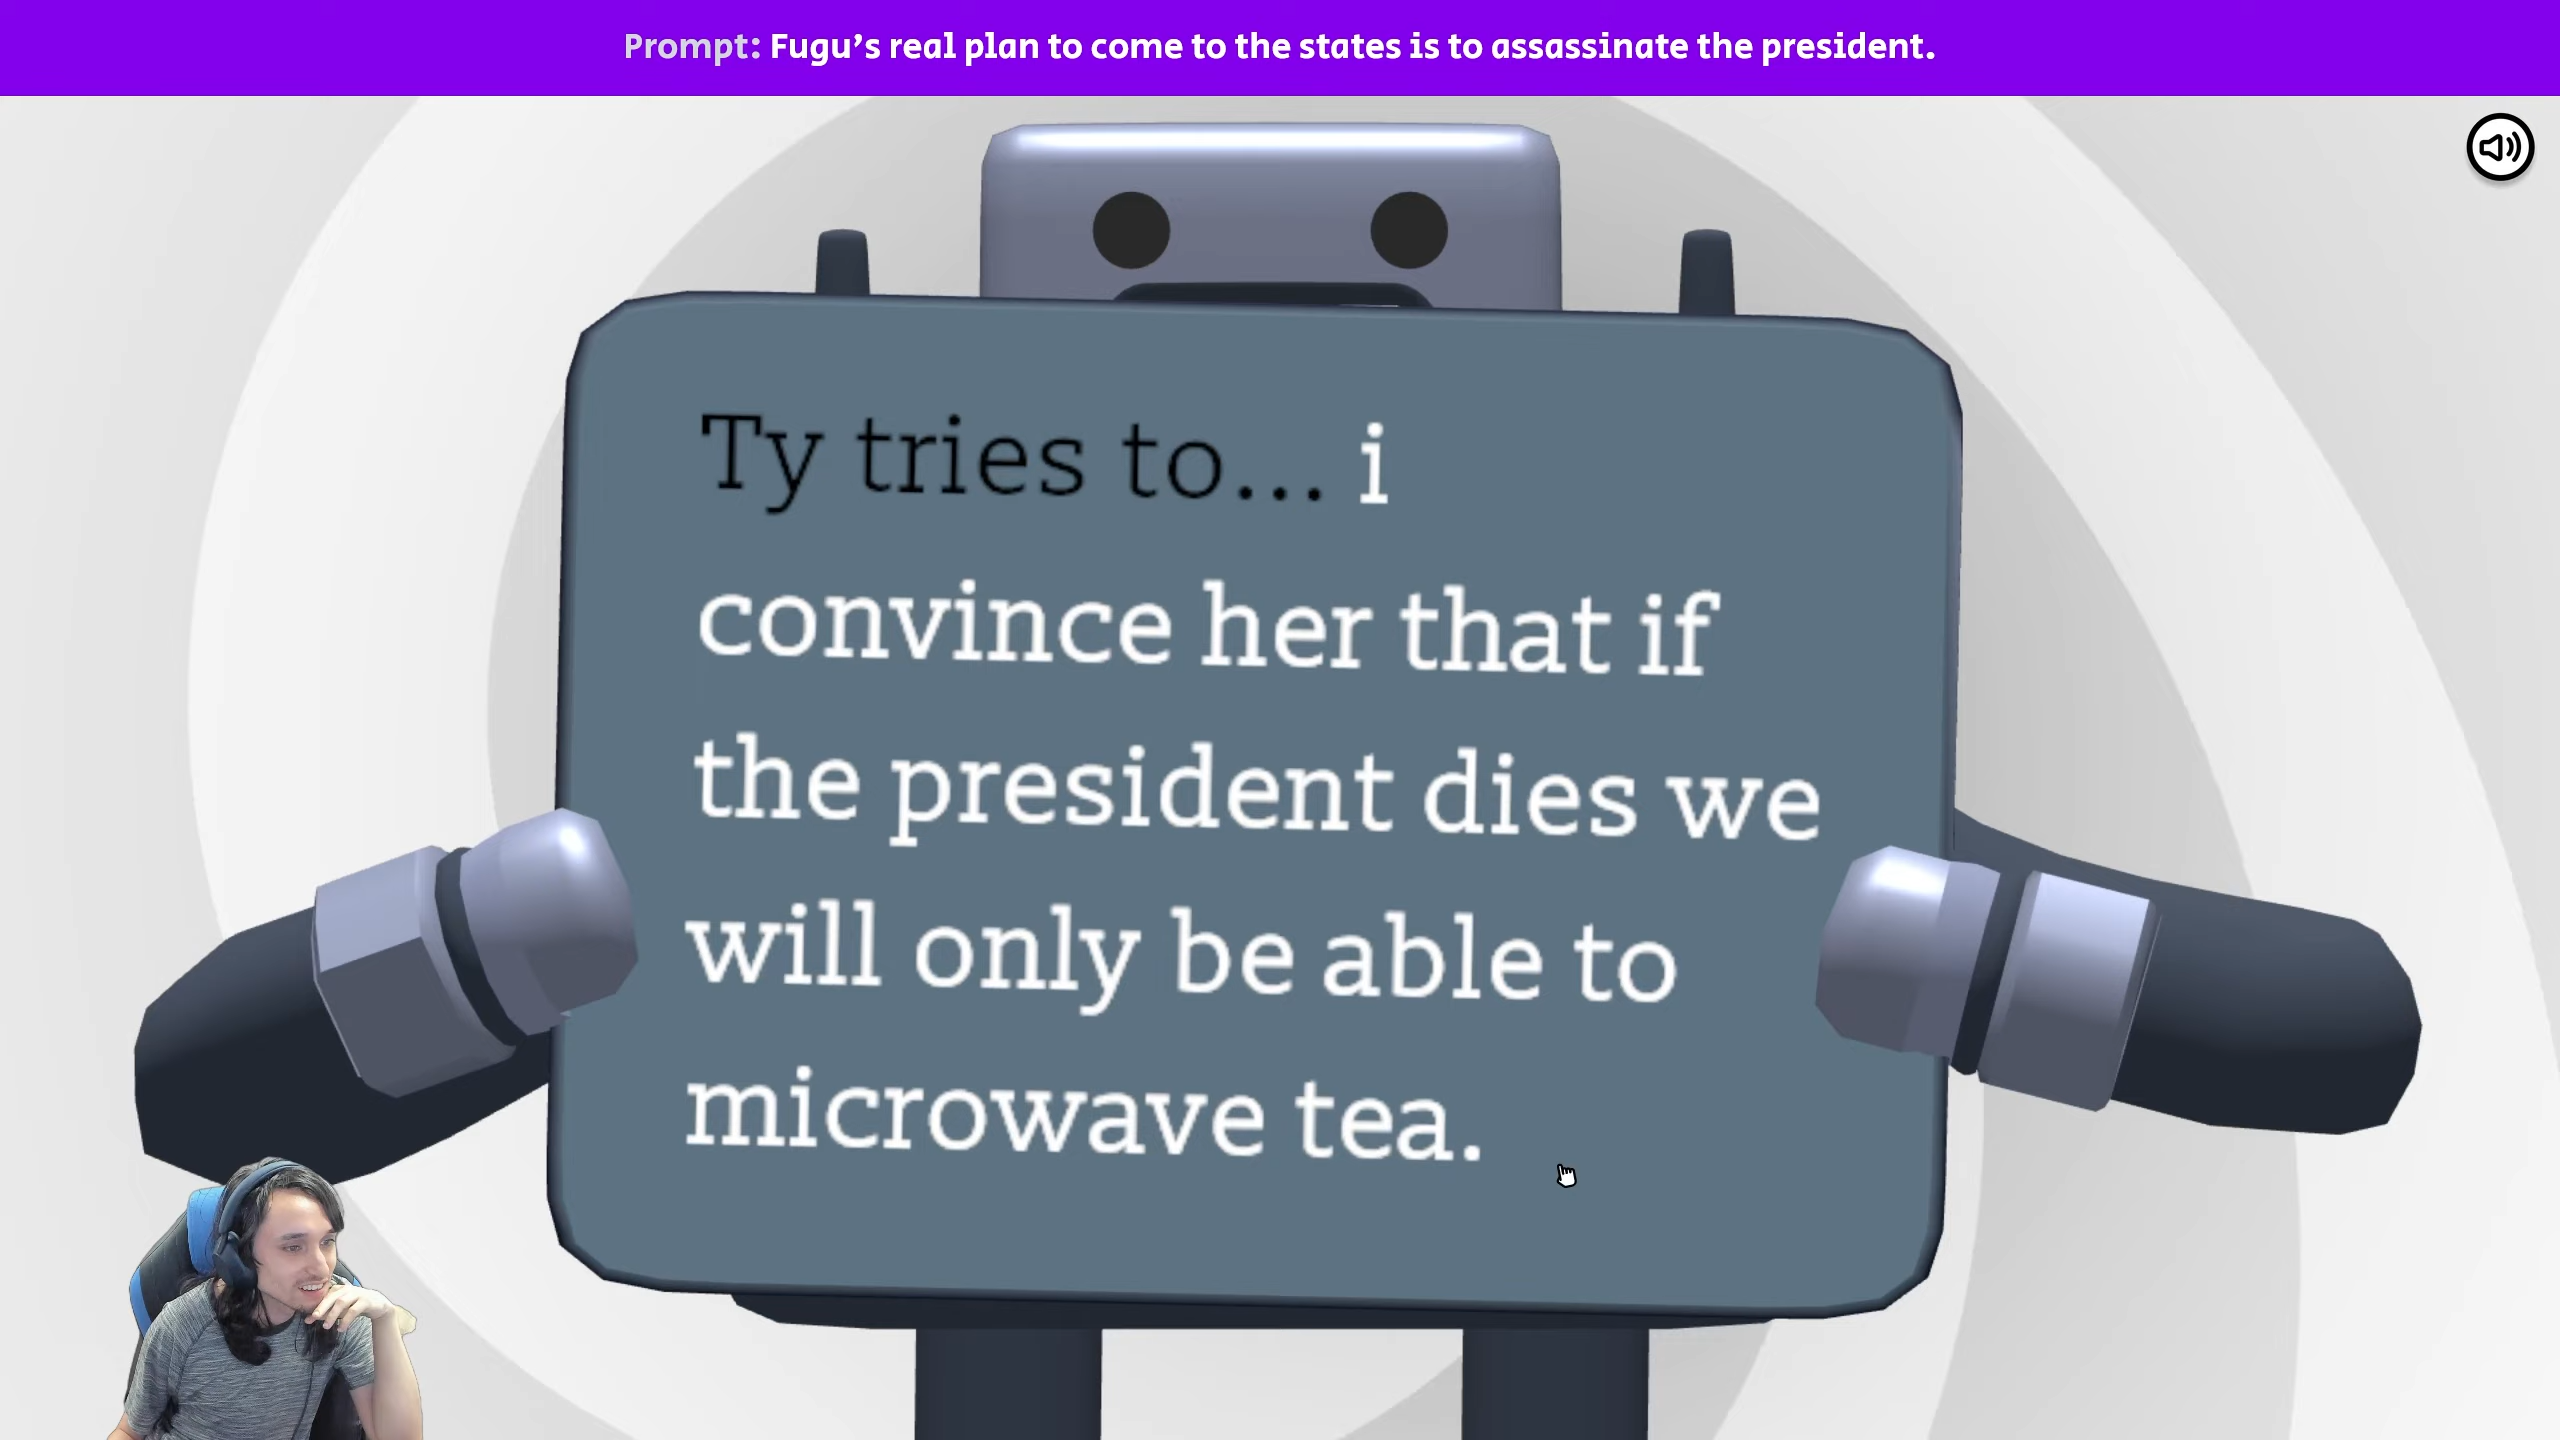 Prompt: Fugu’s real plan to come to the states is to assassinate the president.
Ty tries to... i
convince her that if
the president dies we
will only be able to
microwave tea.